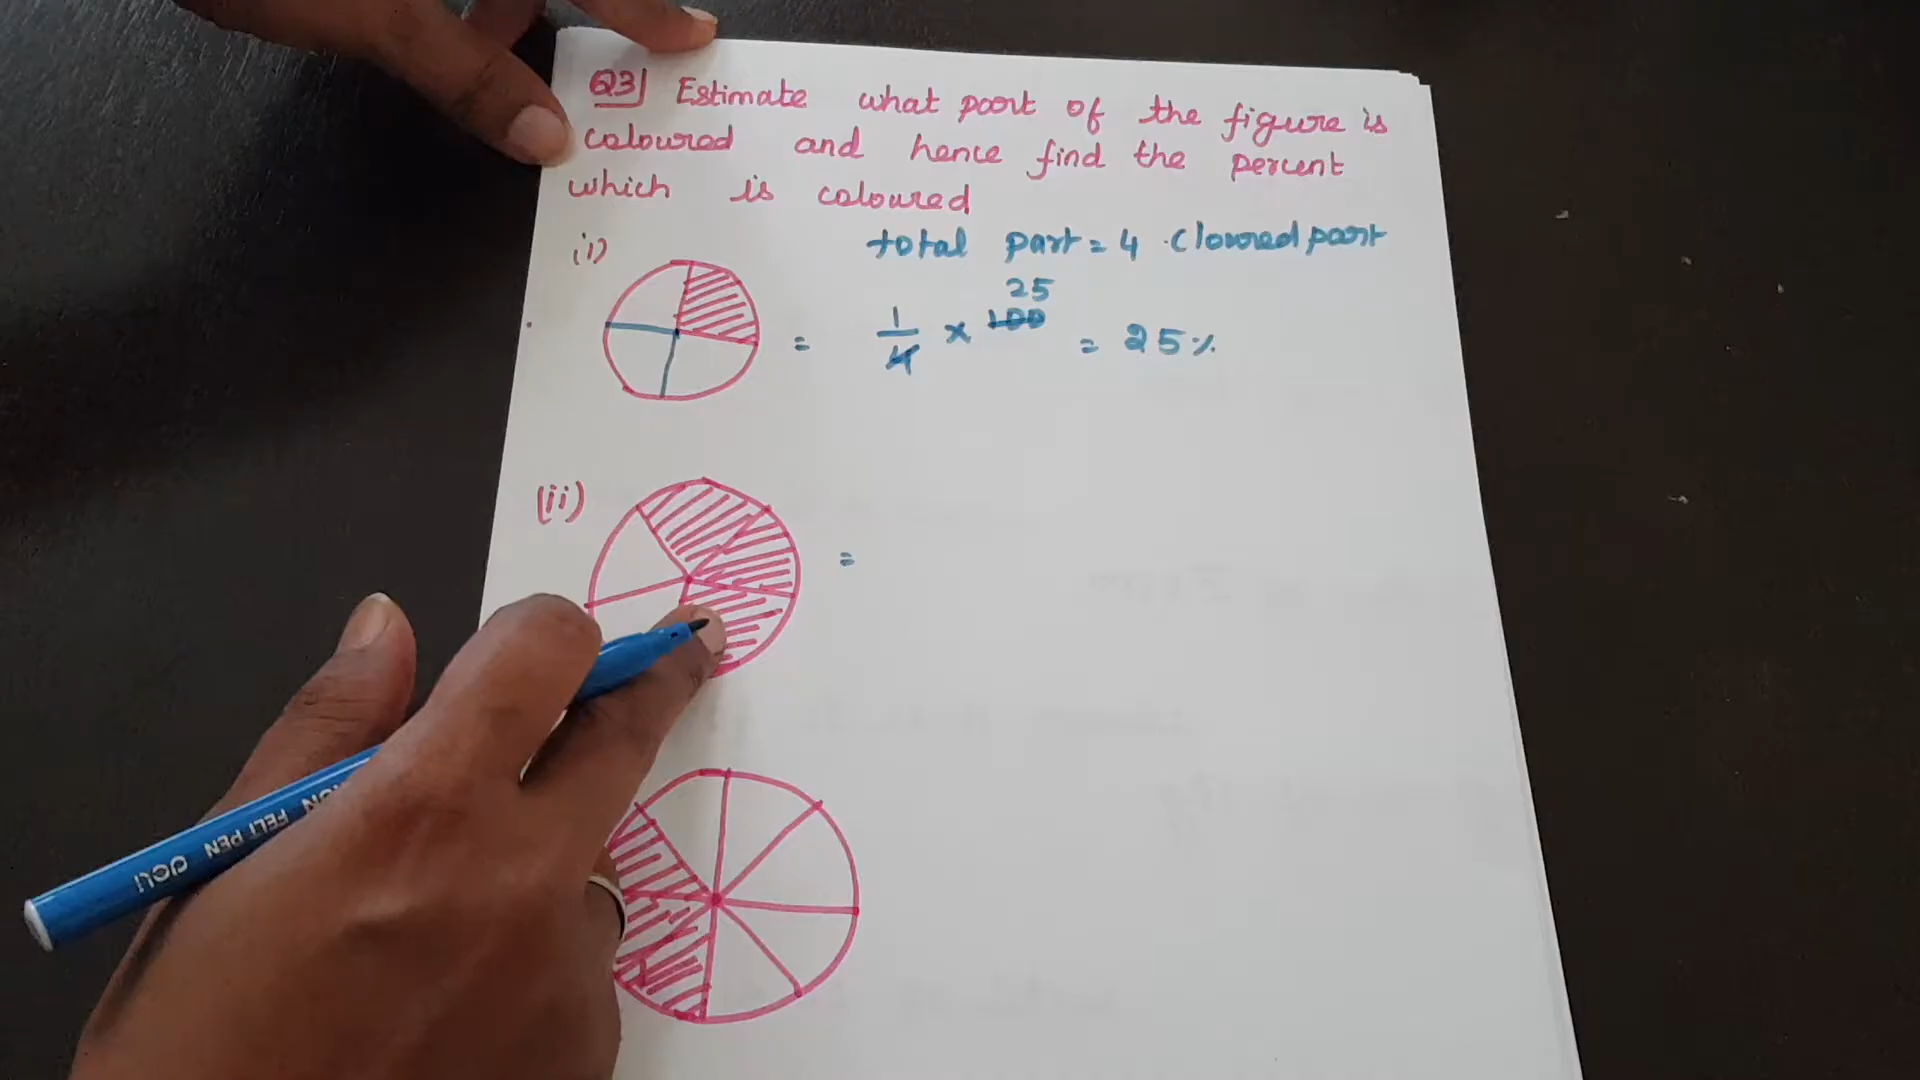 Q3) Estimate what part of the figure is
coloured and hence find the percent
which is coloured
(i)
total part = 4 . Cloured part
25
= 1/4 × 100 = 25%
(ii)
=
FELT PEN